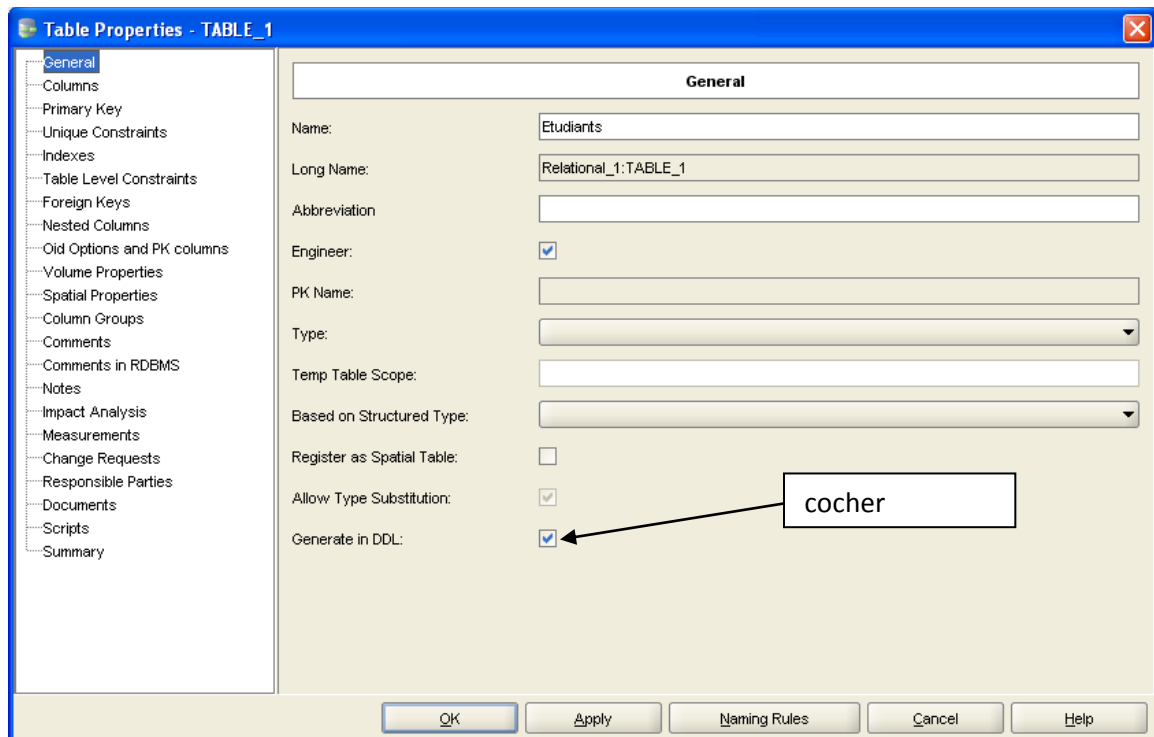 Table Properties - TABLE_1
General
Columns
Primary Key
Unique Constraints
Indexes
Table Level Constraints
Foreign Keys
Nested Columns
Oid Options and PK columns
Volume Properties
Spatial Properties
Column Groups
Comments
Comments in RDBMS
Notes
Impact Analysis
Measurements
Change Requests
Responsible Parties
Documents
Scripts
Summary
General
Name: Etudiants
Long Name: Relational_1:TABLE_1
Abbreviation
Engineer:
PK Name:
Type:
Temp Table Scope:
Based on Structured Type:
Register as Spatial Table:
Allow Type Substitution:
cocher
Generate in DDL:
OK Apply Naming Rules Cancel Help